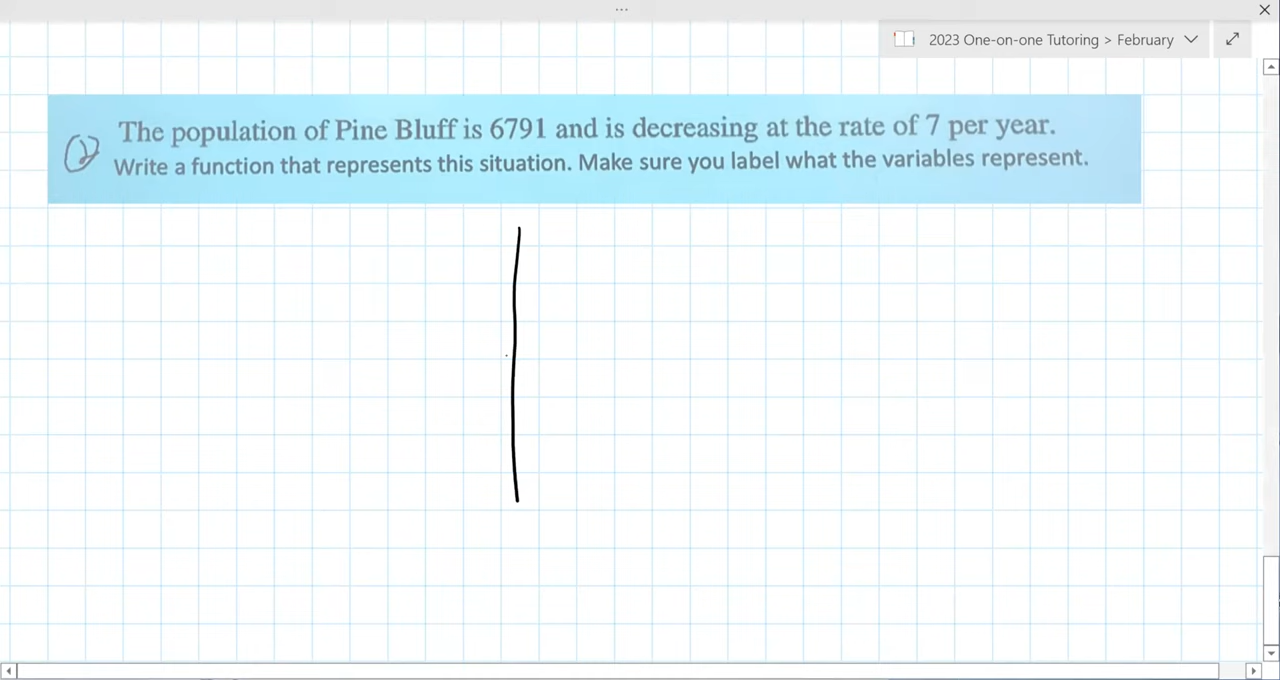 2023 One-on-one Tutoring > February
2 The population of Pine Bluff is 6791 and is decreasing at the rate of 7 per year.
Write a function that represents this situation. Make sure you label what the variables represent.